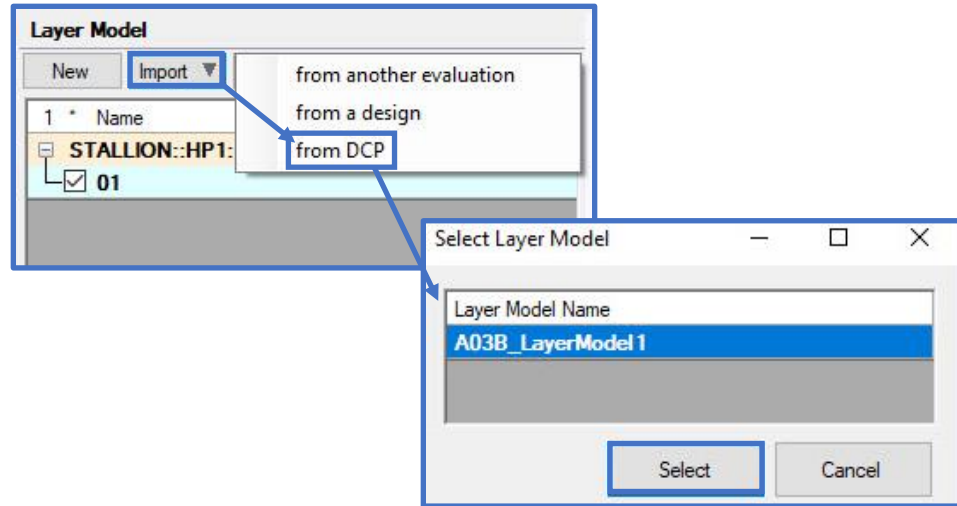 Layer Model
New Import ▼
from another evaluation
from a design
from DCP
1 * Name
STALLION::HP1:
01
Select Layer Model
Layer Model Name
A03B_LayerModel1
Select Cancel